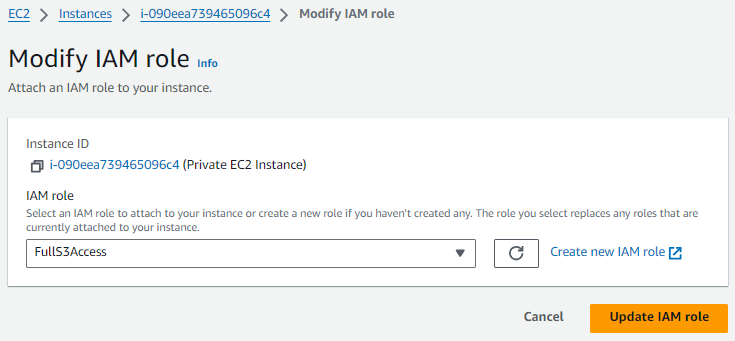 EC2 > Instances > i-090eea739465096c4 > Modify IAM role
Modify IAM role Info
Attach an IAM role to your instance.
Instance ID
i-090eea739465096c4 (Private EC2 Instance)
IAM role
Select an IAM role to attach to your instance or create a new role if you haven't created any. The role you select replaces any roles that are
currently attached to your instance.
FullS3Access Create new IAM role
Cancel Update IAM role